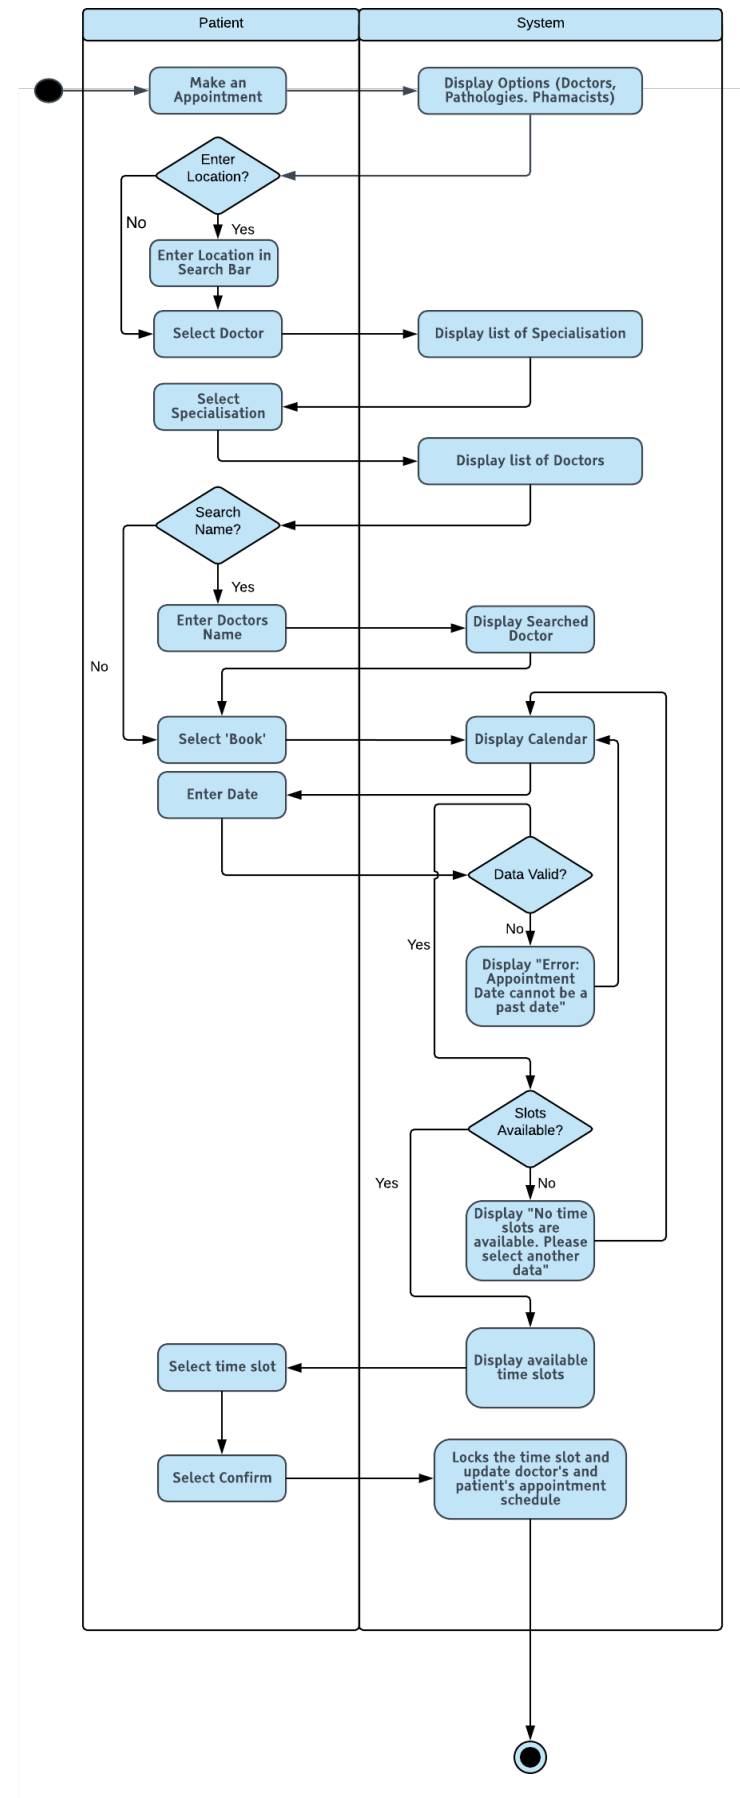 Patient
System
Make an
Appointment
Display Options (Doctors,
Pathologies. Phamacists)
Enter
Location?
No
Yes
Enter Location in
Search Bar
Select Doctor
Display list of Specialisation
Select
Specialisation
Display list of Doctors
Search
Name?
Yes
Enter Doctors
Name
Display Searched
Doctor
No
Select 'Book'
Display Calendar
Enter Date
Data Valid?
No
Yes
Display "Error:
Appointment
Date cannot be a
past date"
Slots
Available?
Yes
No
Display "No time
slots are
available. Please
select another
data"
Display available
time slots
Select time slot
Select Confirm
Locks the time slot and
update doctor's and
patient's appointment
schedule